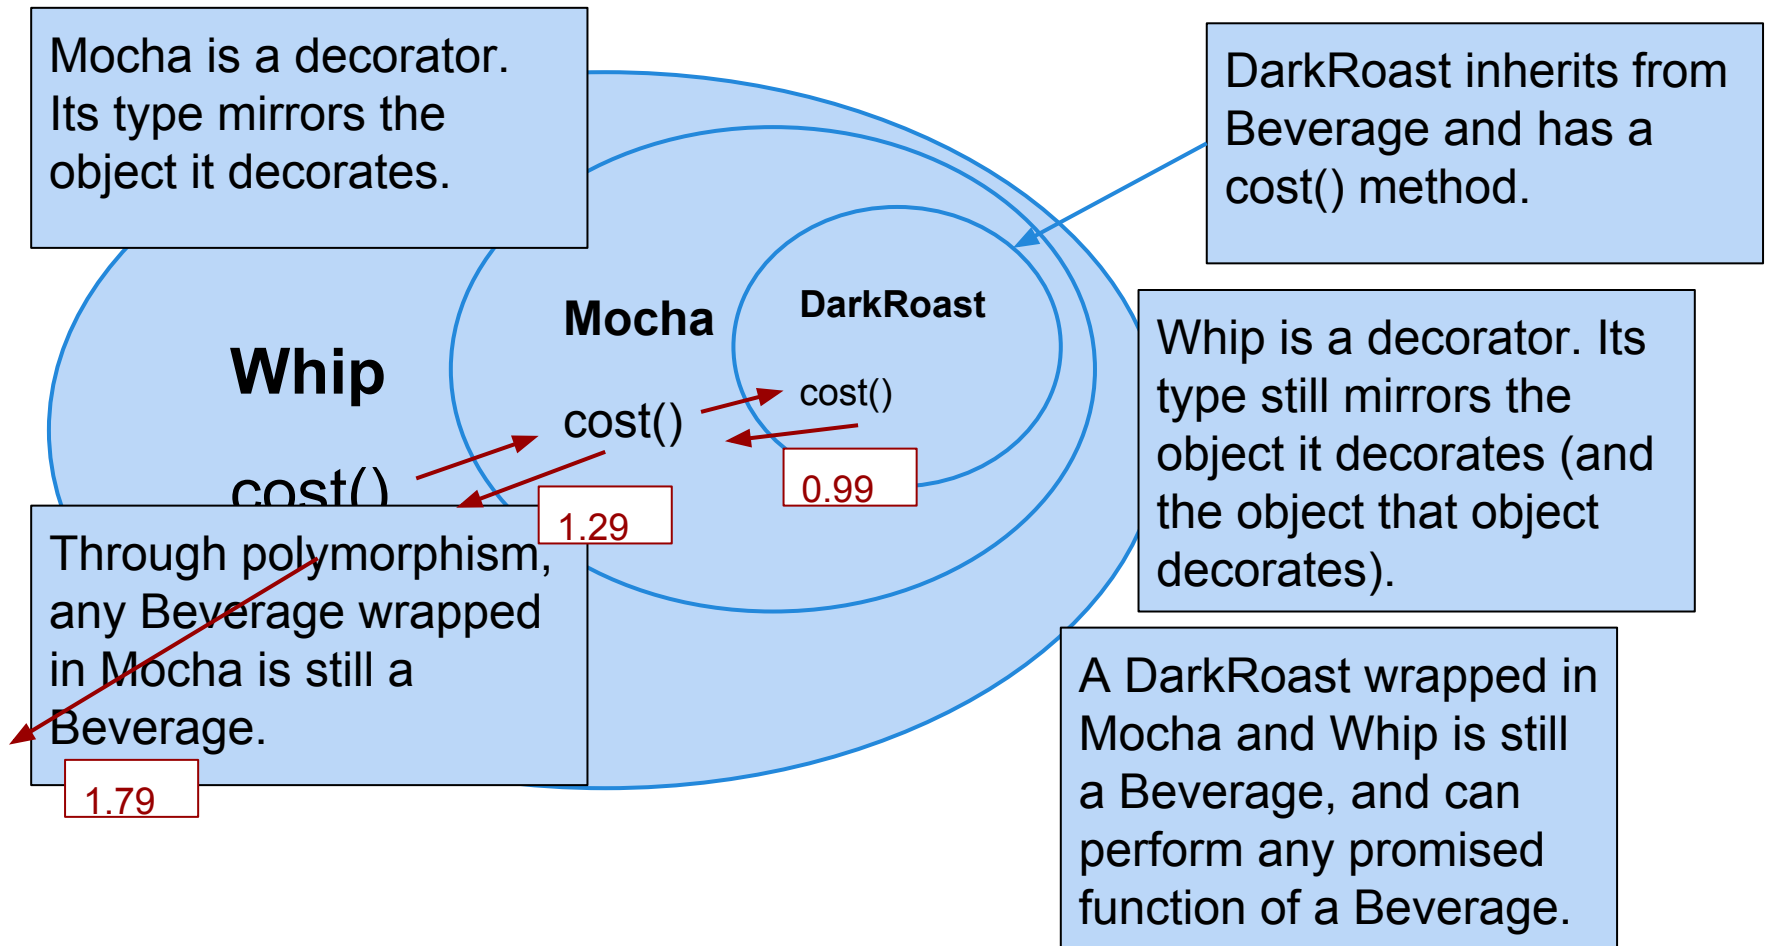 Mocha is a decorator.
Its type mirrors the
object it decorates.
DarkRoast inherits from
Beverage and has a
cost() method.
Whip
cost()
Mocha
cost()
DarkRoast
cost()
0.99
1.29
1.79
Whip is a decorator. Its
type still mirrors the
object it decorates (and
the object that object
decorates).
Through polymorphism,
any Beverage wrapped
in Mocha is still a
Beverage.
A DarkRoast wrapped in
Mocha and Whip is still
a Beverage, and can
perform any promised
function of a Beverage.